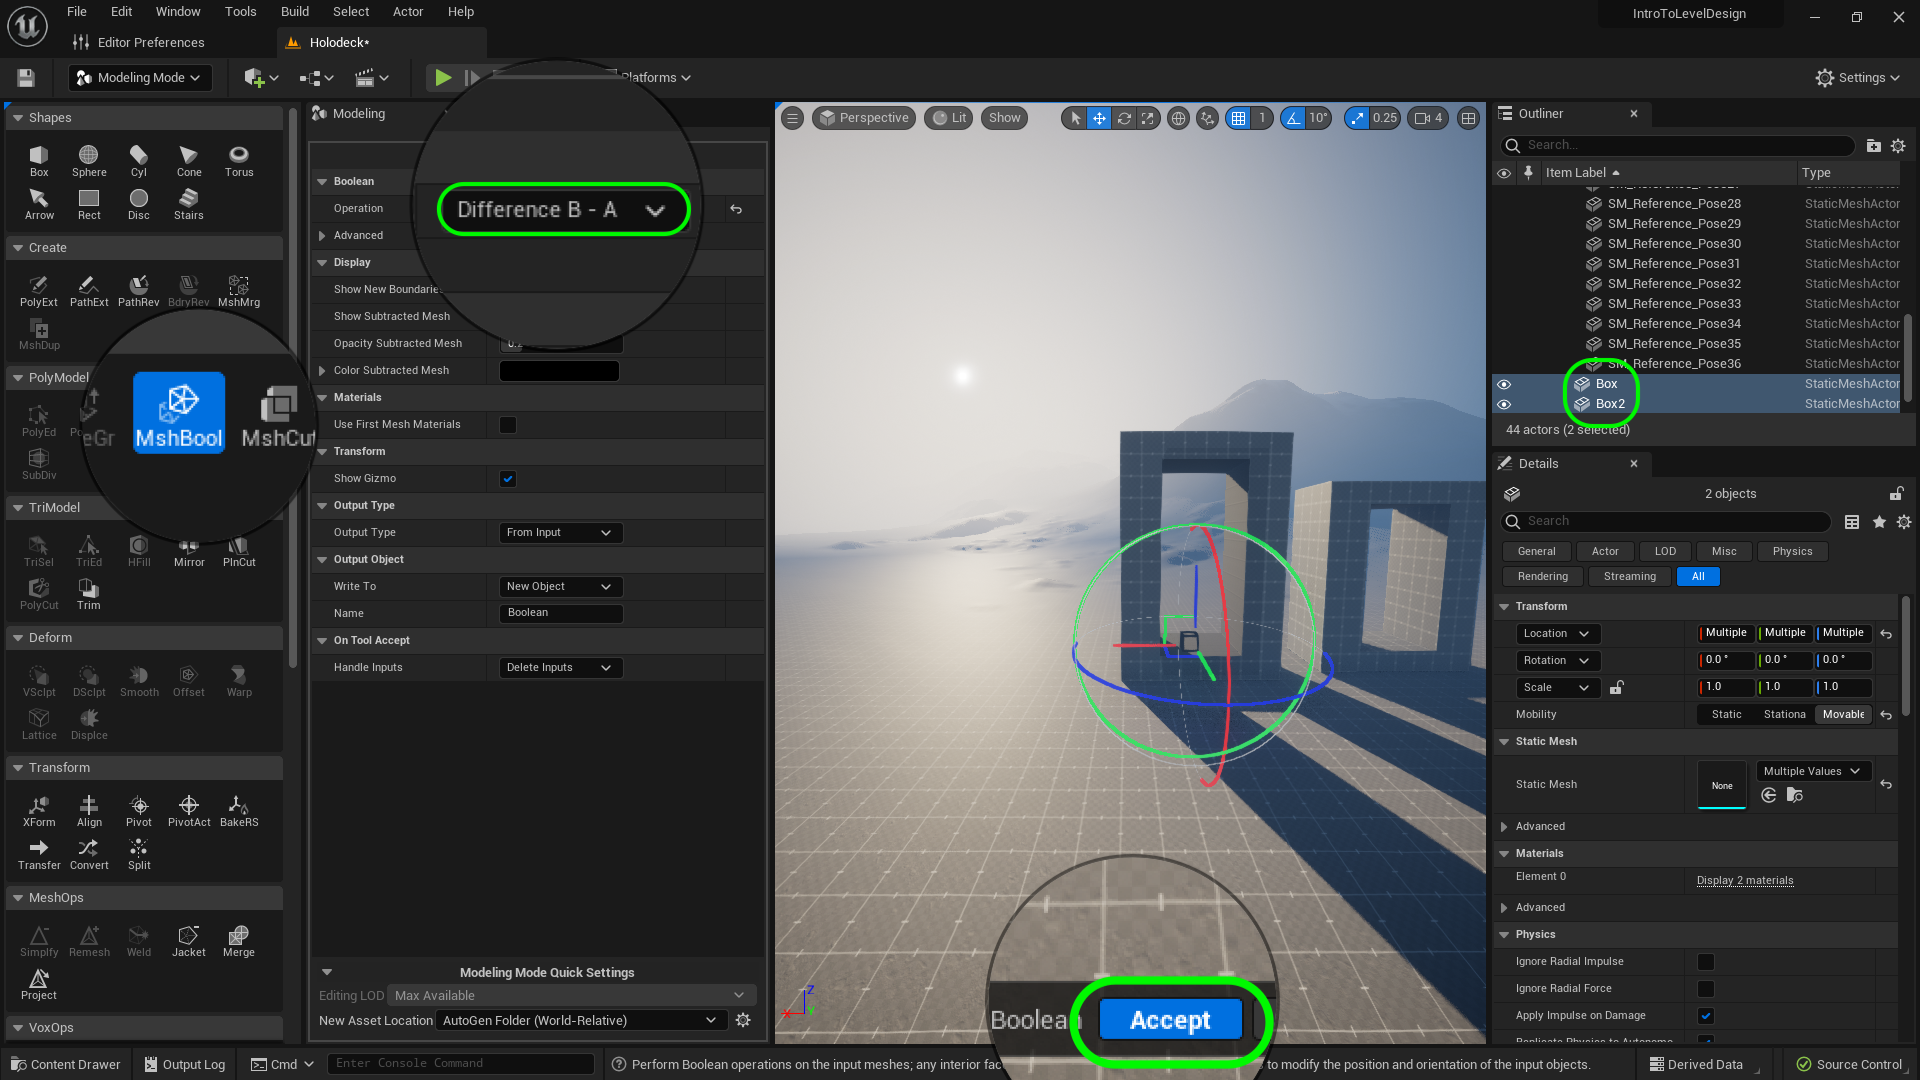 File Edit Window Tools Build Select Actor Help
IntroToLevelDesign
Editor Preferences
Holodeck*
Modeling Mode
Platforms
Settings
Shapes
Box Sphere Cyl Cone Torus
Arrow Rect Disc Stairs
Create
PolyExt PathExt PathRev BdryRev MshMrg
MshDup
PolyModel
PolyEd
eGr MshBool MshCut
SubDiv
TriModel
TriSel TriEd HFill Mirror PlnCut
PolyCut Trim
Deform
VSclpt DSclpt Smooth Offset Warp
Lattice Displce
Transform
XForm Align Pivot PivotAct BakeRS
Transfer Convert Split
MeshOps
Simplfy Remesh Weld Jacket Merge
Project
VoxOps
Modeling
Boolean
Operation Difference B - A
Advanced
Display
Show New Boundaries
Show Subtracted Mesh
Opacity Subtracted Mesh
Color Subtracted Mesh
Materials
Use First Mesh Materials
Transform
Show Gizmo
Output Type
Output Type From Input
Output Object
Write To New Object
Name Boolean
On Tool Accept
Handle Inputs Delete Inputs
Modeling Mode Quick Settings
Editing LOD Max Available
New Asset Location AutoGen Folder (World-Relative)
Perspective Lit Show 1 10° 0.25 4
Z
X Y
Boolean Accept
Outliner
Search...
Item Label Type
SM_Reference_Pose28 StaticMeshActor
SM_Reference_Pose29 StaticMeshActor
SM_Reference_Pose30 StaticMeshActor
SM_Reference_Pose31 StaticMeshActor
SM_Reference_Pose32 StaticMeshActor
SM_Reference_Pose33 StaticMeshActor
SM_Reference_Pose34 StaticMeshActor
SM_Reference_Pose35 StaticMeshActor
SM_Reference_Pose36 StaticMeshActor
Box StaticMeshActor
Box2 StaticMeshActor
44 actors (2 selected)
Details
2 objects
Search
General Actor LOD Misc Physics
Rendering Streaming All
Transform
Location Multiple Multiple Multiple
Rotation 0.0 ° 0.0 ° 0.0 °
Scale 1.0 1.0 1.0
Mobility Static Stationa Movable
Static Mesh
Static Mesh None Multiple Values
Advanced
Materials
Element 0 Display 2 materials
Advanced
Physics
Ignore Radial Impulse
Ignore Radial Force
Apply Impulse on Damage
Content Drawer Output Log Cmd Enter Console Command
Perform Boolean operations on the input meshes; any interior fac
to modify the position and orientation of the input objects.
Derived Data Source Control